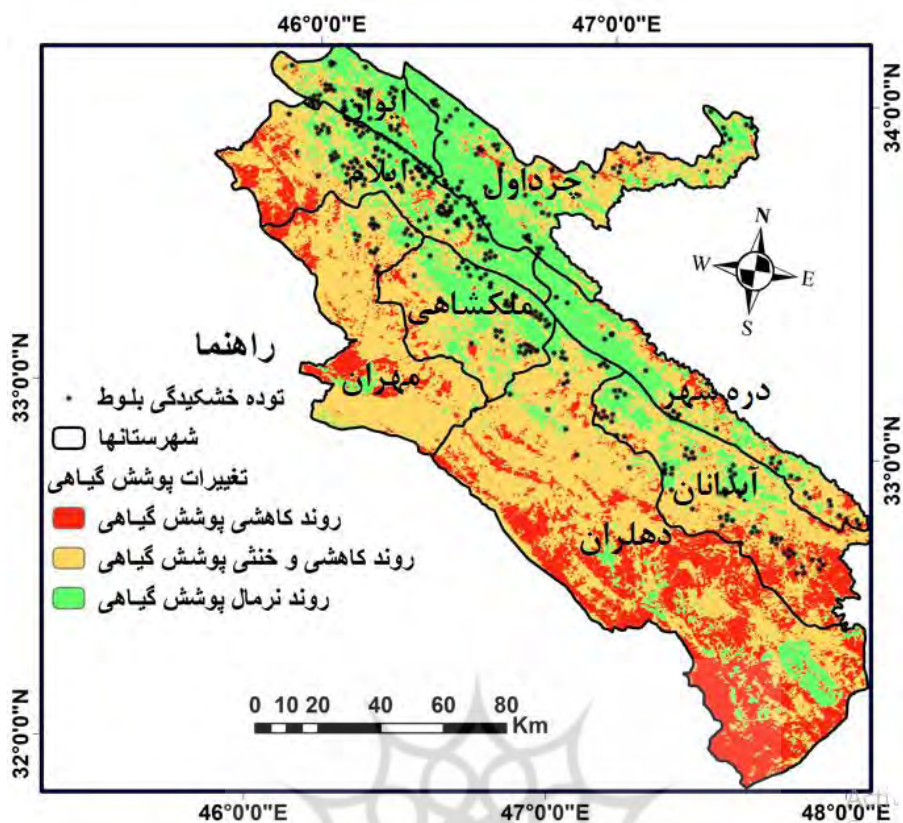 46°0'0"E 47°0'0"E
34°0'0"N
ایوان
ایلام
چرداول
N
W E
S
ملکشاهی
راهنما
33°0'0"N
مهران
توده خشکیدگی بلوط
دره شهر
شهرستانها
33°0'0"N
تغییرات پوشش گیاهی
آبدانان
روند کاهشی پوشش گیاهی
دهلران
روند کاهشی و خنثی پوشش گیاهی
روند نرمال پوشش گیاهی
0 10 20 40 60 80
Km
32°0'0"N
46°0'0"E 47°0'0"E 48°0'0"E